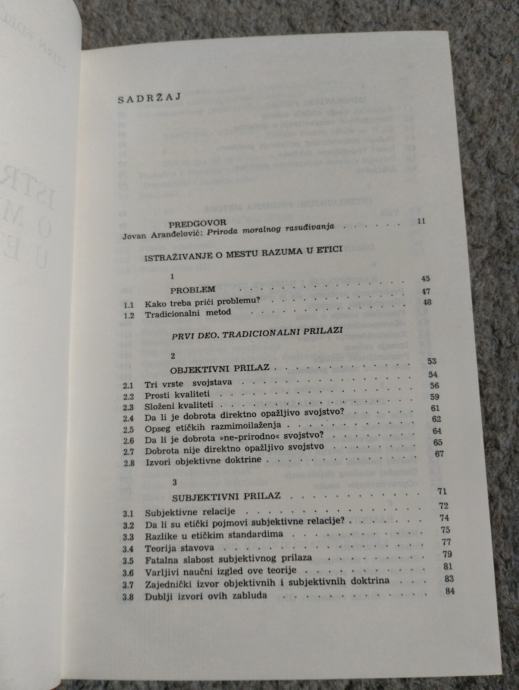 SADRŽAJ
PREDGOVOR
Jovan Aranđelović: Priroda moralnog rasuđivanja . . . . . . 11
ISTRAŽIVANJE O MESTU RAZUMA U ETICI
1
PROBLEM . . . . . . . . . . . . . 45
1.1 Kako treba prići problemu? . . . . . . . . . . . 47
1.2 Tradicionalni metod . . . . . . . . . . . . 48
PRVI DEO. TRADICIONALNI PRILAZI
2
OBJEKTIVNI PRILAZ . . . . . . . . . . . 53
2.1 Tri vrste svojstava . . . . . . . . . . . . 54
2.2 Prosti kvaliteti . . . . . . . . . . . . . 56
2.3 Složeni kvaliteti . . . . . . . . . . . . . 59
2.4 Da li je dobrota direktno opažljivo svojstvo? . . . . . . 61
2.5 Opseg etičkih razmimoilaženja . . . . . . . . . 62
2.6 Da li je dobrota »ne-prirodno« svojstvo? . . . . . . . 64
2.7 Dobrota nije direktno opažljivo svojstvo . . . . . . . 65
2.8 Izvori objektivne doktrine . . . . . . . . . . . 67
3
SUBJEKTIVNI PRILAZ . . . . . . . . . . 71
3.1 Subjektivne relacije . . . . . . . . . . . . 72
3.2 Da li su etički pojmovi subjektivne relacije? . . . . . . 74
3.3 Razlike u etičkim standardima . . . . . . . . . 75
3.4 Teorija stavova . . . . . . . . . . . . . 77
3.5 Fatalna slabost subjektivnog prilaza . . . . . . . . 79
3.6 Varljivi naučni izgled ove teorije . . . . . . . . . 81
3.7 Zajednički izvor objektivnih i subjektivnih doktrina . . . . 83
3.8 Dublji izvori ovih zabluda . . . . . . . . . . 84